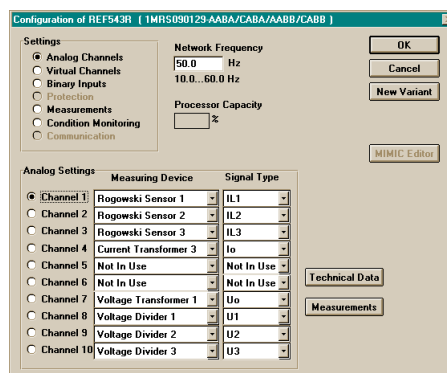 Configuration of REF543R [ 1MRS090129-AABA/CABA/AABB/CABB ]
Settings
Analog Channels
Virtual Channels
Binary Inputs
Protection
Measurements
Condition Monitoring
Communication
Network Frequency
50.0 Hz
10.0...60.0 Hz
Processor Capacity
%
OK
Cancel
New Variant
MIMIC Editor
Analog Settings
Measuring Device Signal Type
Channel 1 Rogowski Sensor 1 IL1
Channel 2 Rogowski Sensor 2 IL2
Channel 3 Rogowski Sensor 3 IL3
Channel 4 Current Transformer 3 Io
Channel 5 Not In Use Not In Use
Channel 6 Not In Use Not In Use
Channel 7 Voltage Transformer 1 Uo
Channel 8 Voltage Divider 1 U1
Channel 9 Voltage Divider 2 U2
Channel 10 Voltage Divider 3 U3
Technical Data
Measurements